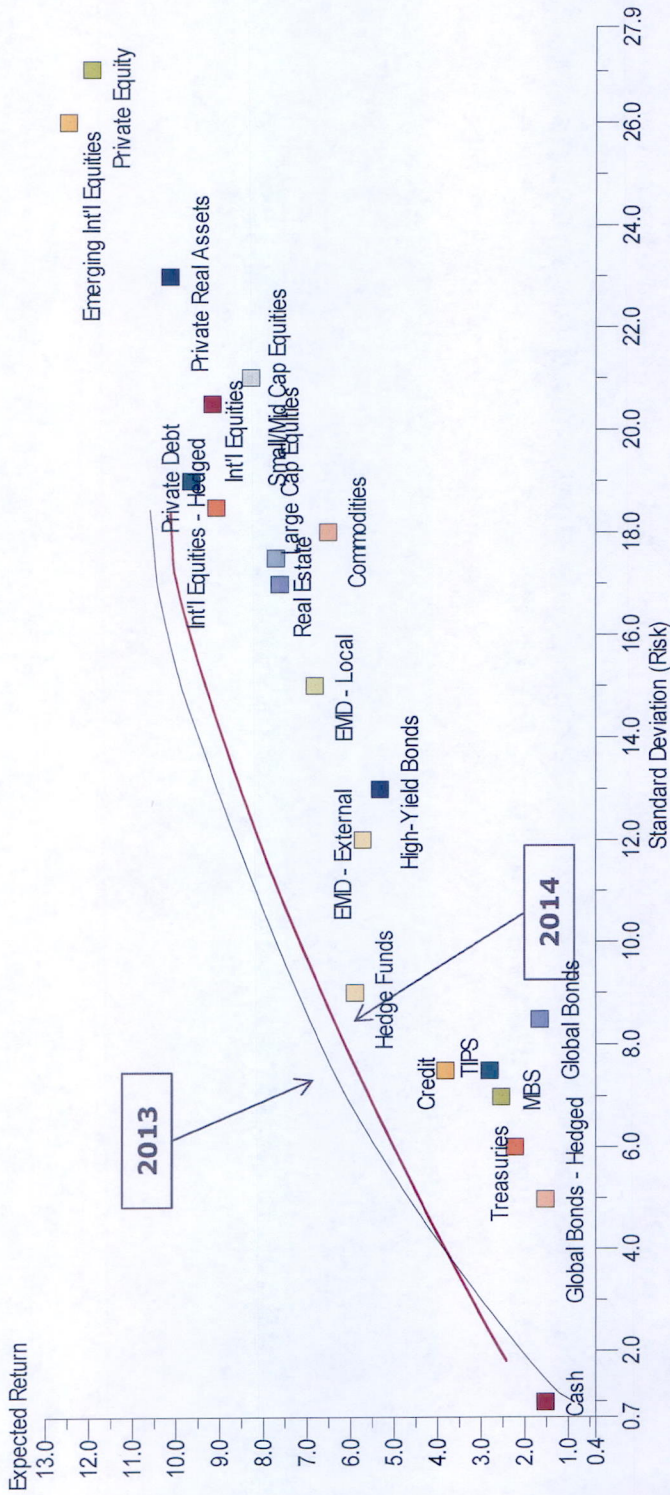 Expected Return
13.0
12.0
11.0
10.0
9.0
8.0
7.0
6.0
5.0
4.0
3.0
2.0
1.0
0.4
2013
2014
Emerging Int'l Equities
Private Equity
Private Real Assets
Private Debt
Int'l Equities - Hedged
Int'l Equities
Small/Mid Cap Equities
Large Cap Equities
Real Estate
Commodities
EMD - Local
EMD - External
High-Yield Bonds
Hedge Funds
Credit
TIPS
MBS
Global Bonds
Treasuries
Global Bonds - Hedged
Cash
0.7
2.0
4.0
6.0
8.0
10.0
12.0
14.0
16.0
18.0
20.0
22.0
24.0
26.0
27.9
Standard Deviation (Risk)